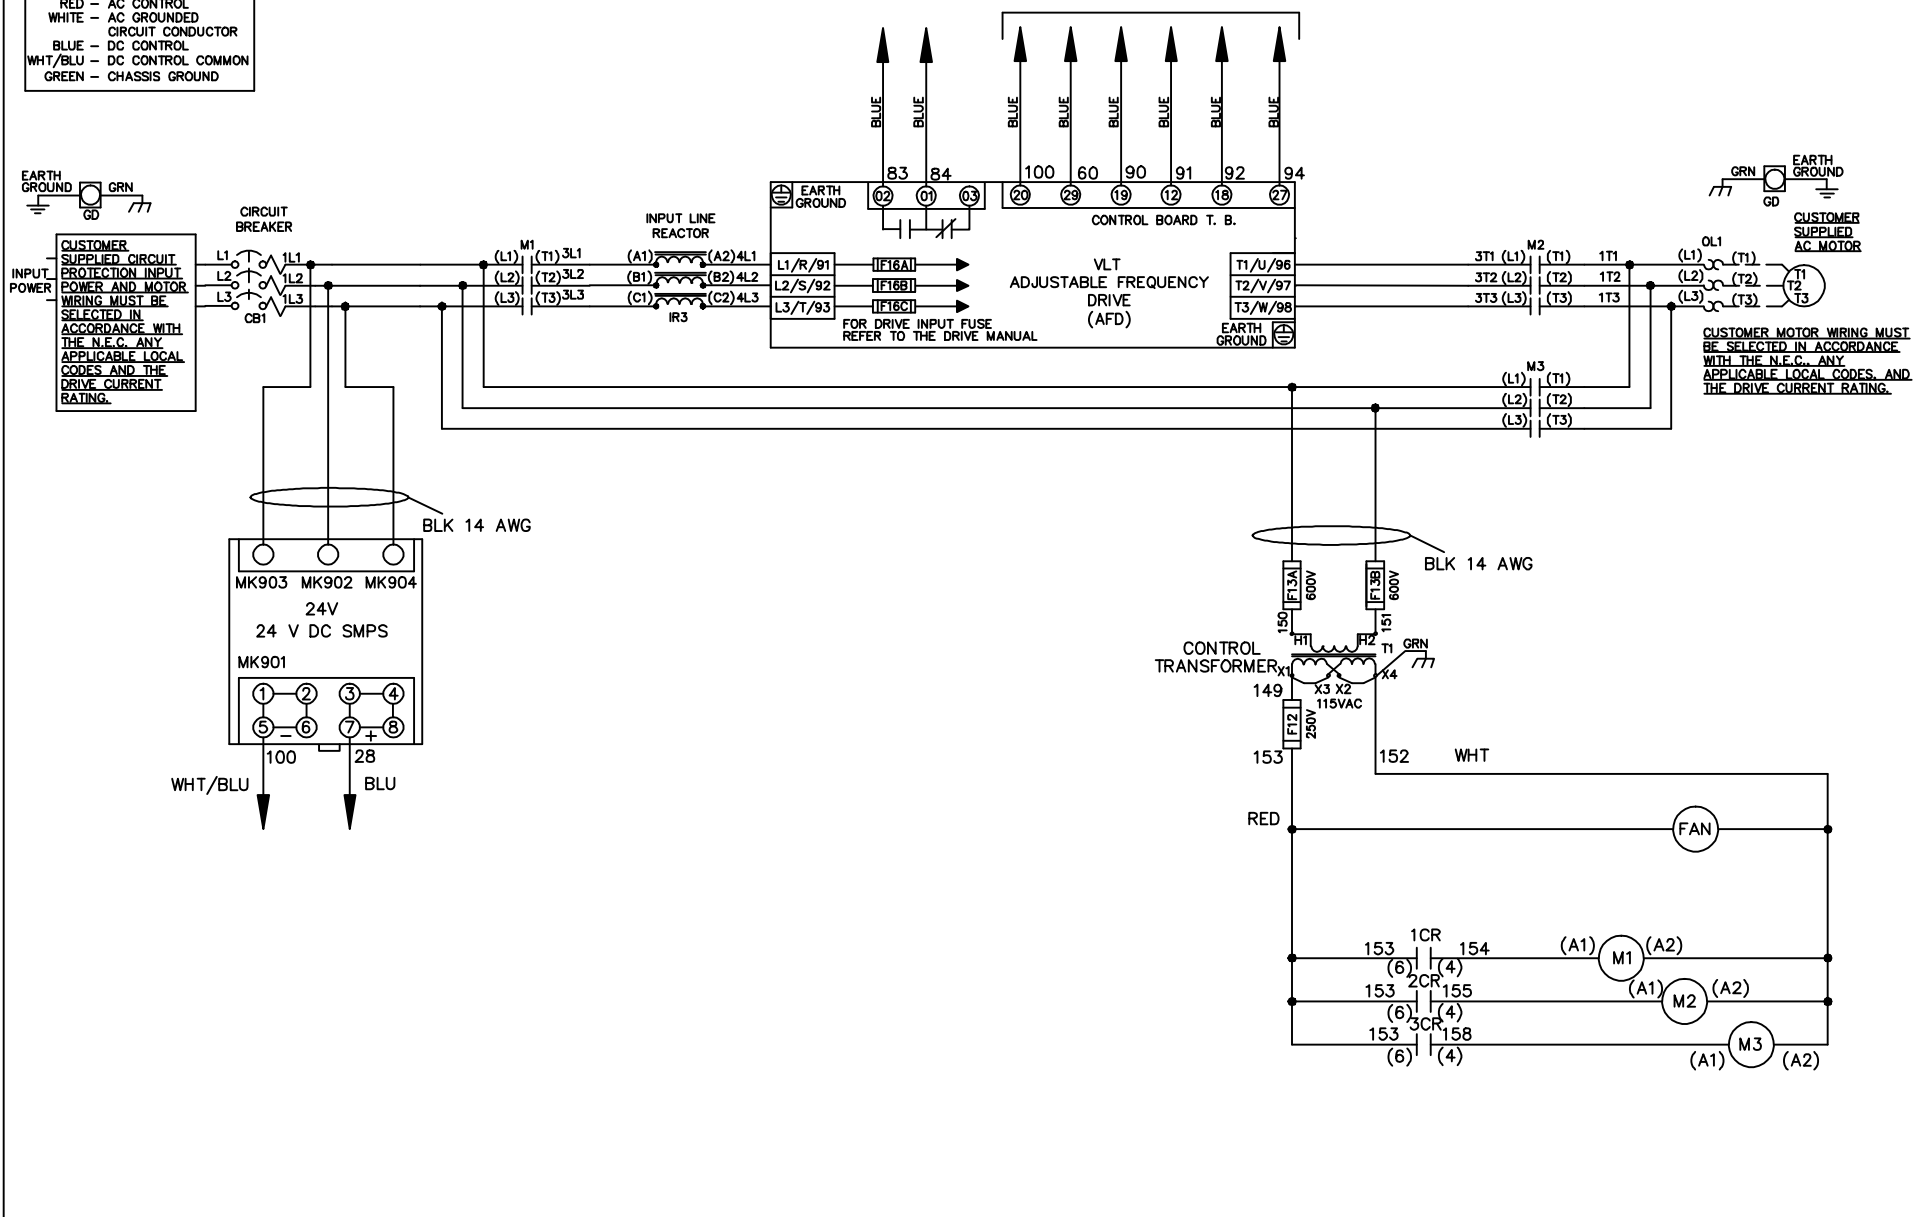 RED – AC CONTROL
WHITE – AC GROUNDED
CIRCUIT CONDUCTOR
BLUE – DC CONTROL
WHT/BLU – DC CONTROL COMMON
GREEN – CHASSIS GROUND
BLUE
BLUE
BLUE
BLUE
BLUE
BLUE
BLUE
BLUE
83
84
100
60
90
91
92
94
02
01
03
20
29
19
12
18
27
EARTH
GROUND
GRN
GD
CIRCUIT
BREAKER
L1
L2
L3
1L1
1L2
1L3
CB1
INPUT
POWER
CUSTOMER
SUPPLIED CIRCUIT
PROTECTION INPUT
POWER AND MOTOR
WIRING MUST BE
SELECTED IN
ACCORDANCE WITH
THE N.E.C. ANY
APPLICABLE LOCAL
CODES AND THE
DRIVE CURRENT
RATING.
M1
(L1) (T1) 3L1
(L2) (T2) 3L2
(L3) (T3) 3L3
INPUT LINE
REACTOR
(A1) (A2) 4L1
(B1) (B2) 4L2
(C1) (C2) 4L3
IR3
EARTH
GROUND
CONTROL BOARD T. B.
L1/R/91
L2/S/92
L3/T/93
F16A
F16B
F16C
FOR DRIVE INPUT FUSE
REFER TO THE DRIVE MANUAL
VLT
ADJUSTABLE FREQUENCY
DRIVE
(AFD)
T1/U/96
T2/V/97
T3/W/98
EARTH
GROUND
M2
3T1 (L1) (T1) 1T1
3T2 (L2) (T2) 1T2
3T3 (L3) (T3) 1T3
OL1
(L1) (T1)
(L2) (T2)
(L3) (T3)
T1
T2
T3
GRN
EARTH
GROUND
GD
CUSTOMER
SUPPLIED
AC MOTOR
CUSTOMER MOTOR WIRING MUST
BE SELECTED IN ACCORDANCE
WITH THE N.E.C., ANY
APPLICABLE LOCAL CODES, AND
THE DRIVE CURRENT RATING.
M3
(L1) (T1)
(L2) (T2)
(L3) (T3)
BLK 14 AWG
MK903 MK902 MK904
24V
24 V DC SMPS
MK901
1 2 3 4
5 6 7 8
– +
100
28
WHT/BLU
BLU
BLK 14 AWG
F13A
600V
F13B
600V
150
151
H1
H2
T1
GRN
CONTROL
TRANSFORMER
X1
X3 X2
X4
115VAC
149
F12
250V
153
152
WHT
RED
FAN
1CR
153 154
(6) (4)
(A1) M1 (A2)
2CR
153 155
(6) (4)
(A1) M2 (A2)
3CR
153 158
(6) (4)
(A1) M3 (A2)